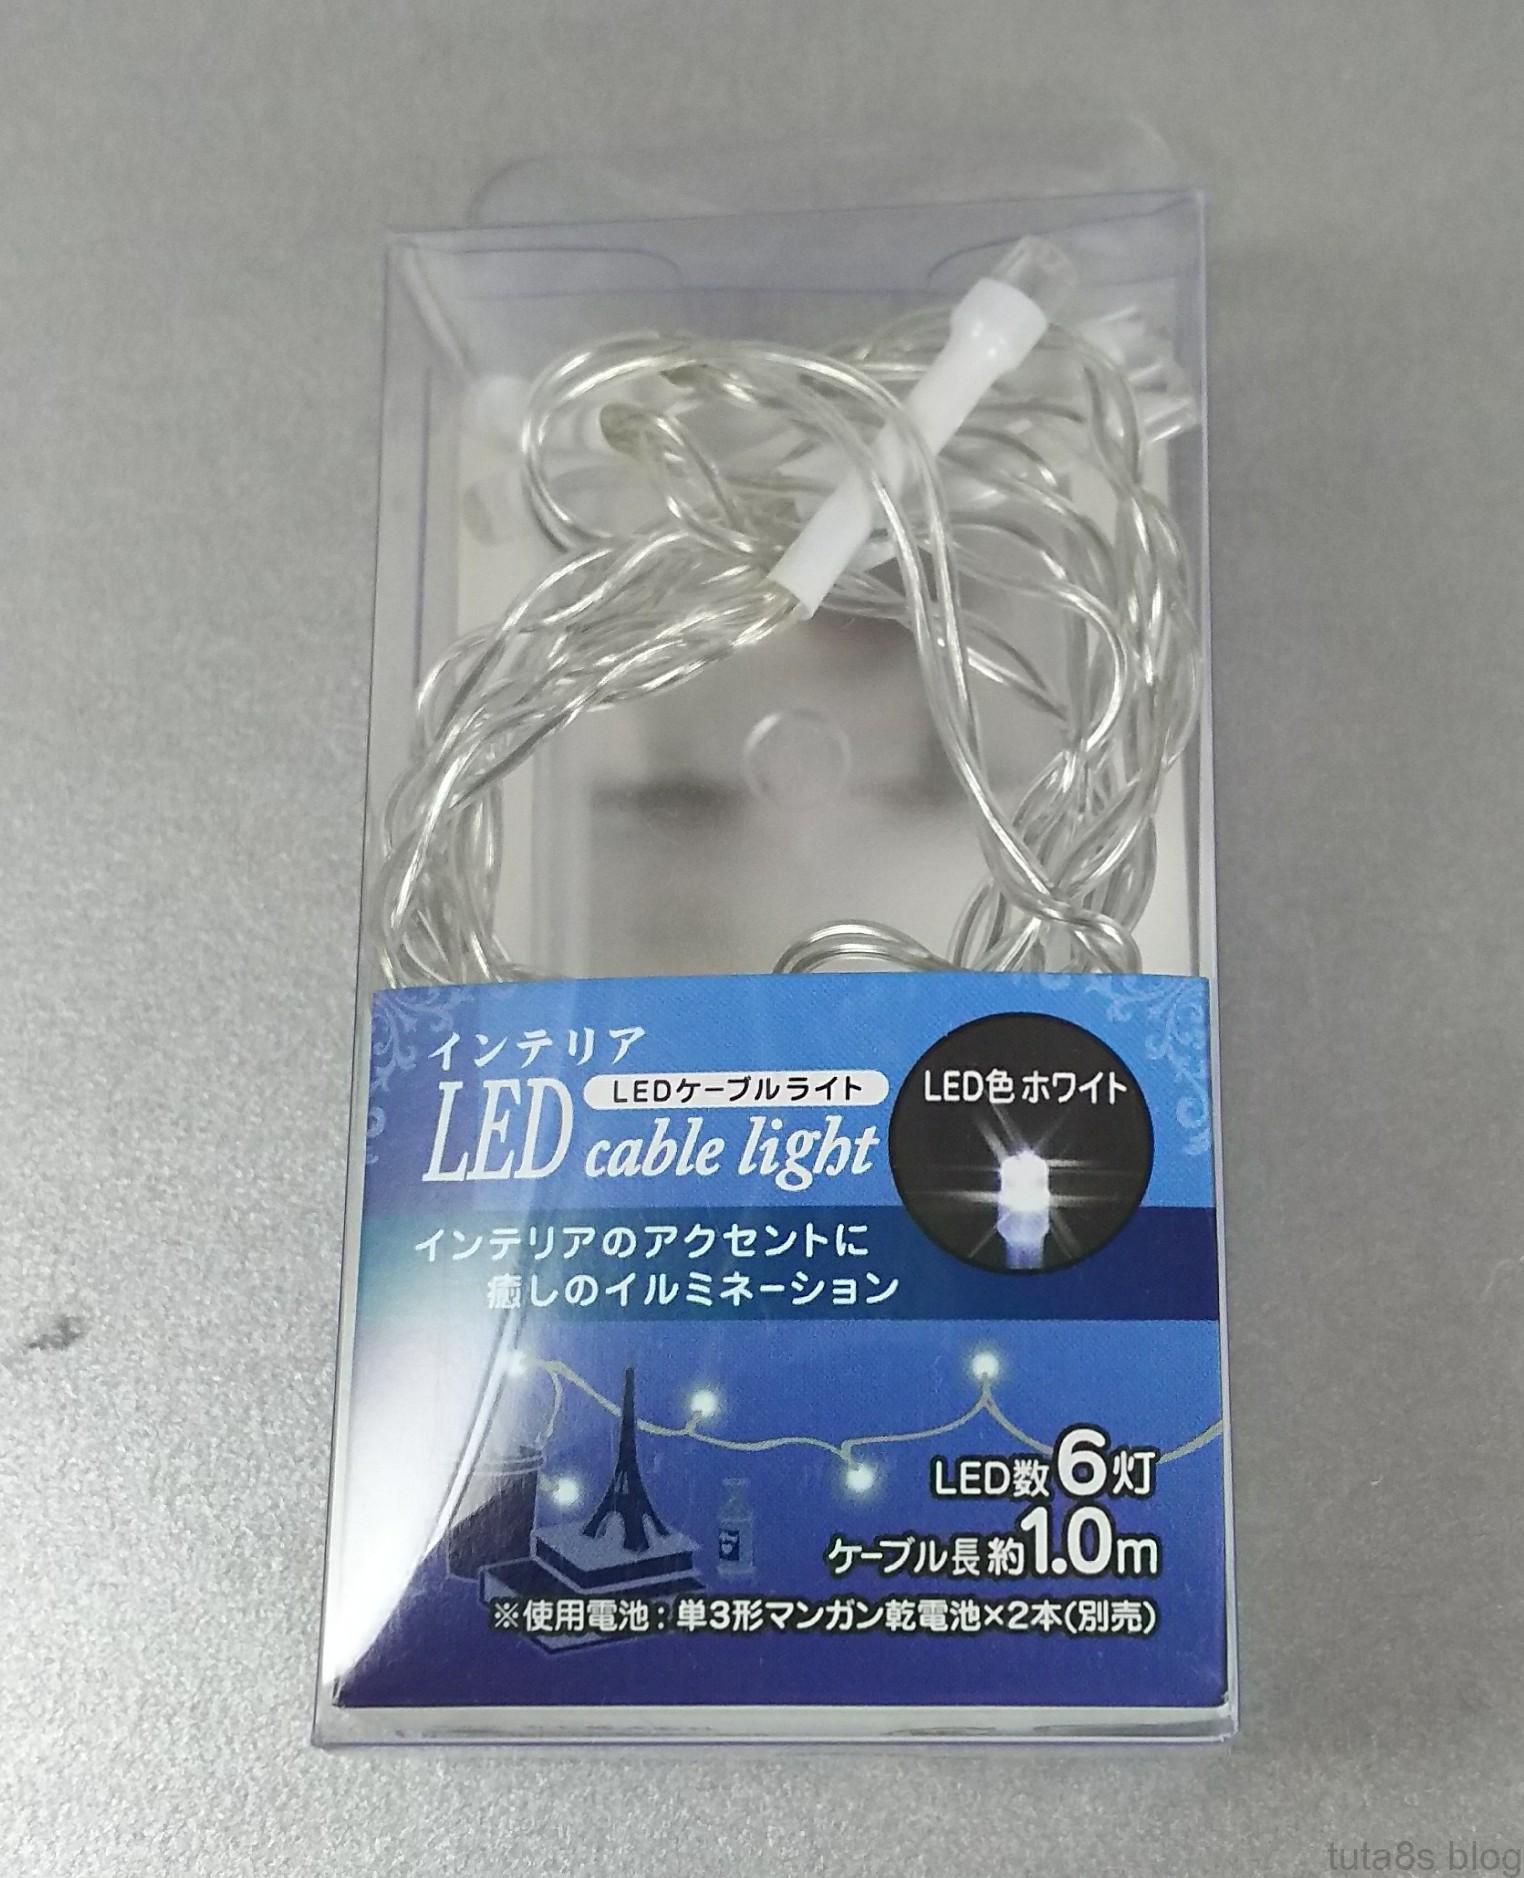 インテリア
LEDケーブルライト
LED cable light
LED色 ホワイト
インテリアのアクセントに
癒しのイルミネーション
LED数 6灯
ケーブル長 約1.0m
※使用電池：単3形マンガン乾電池×2本(別売)
tuta8s blog